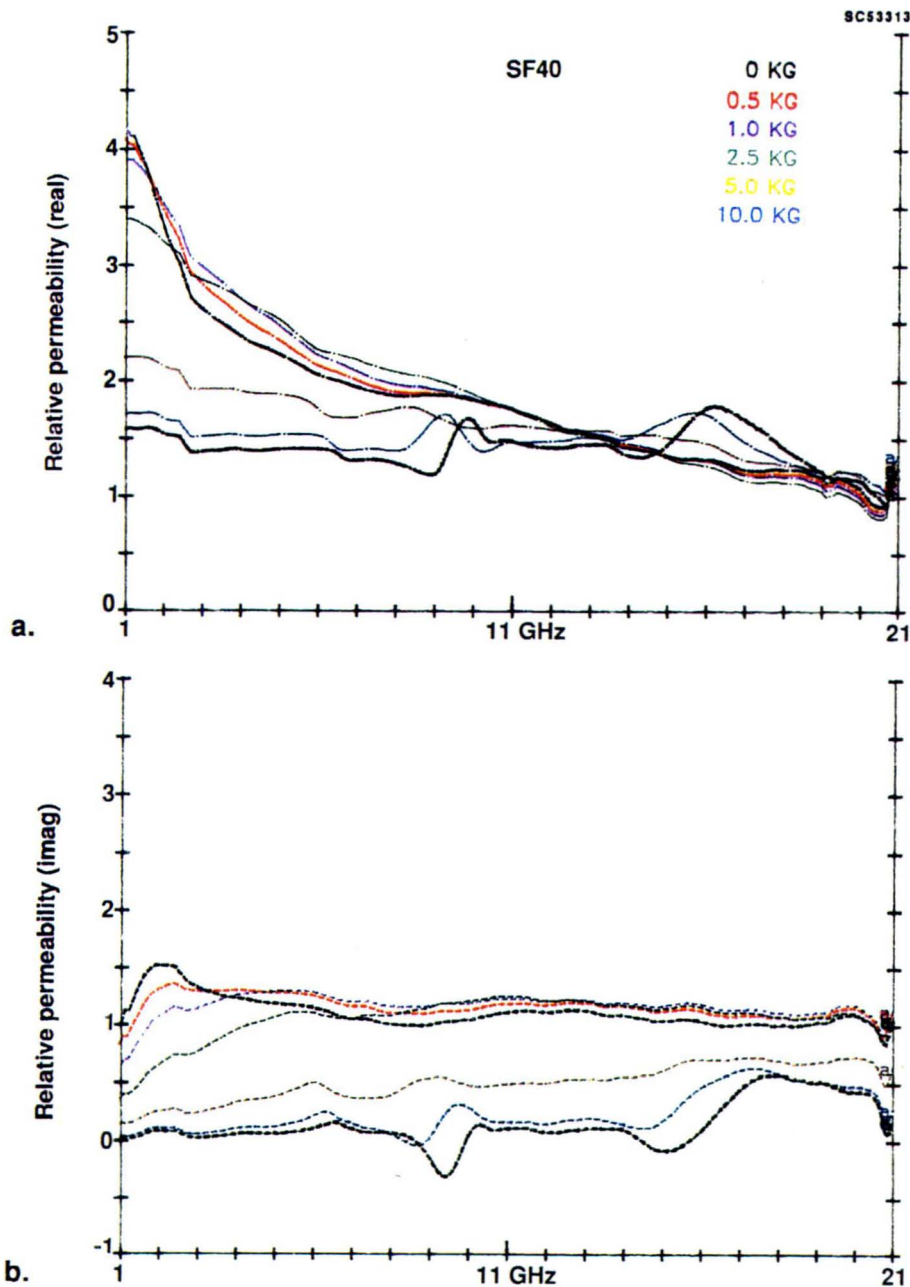 SC53313
SF40
0 KG
0.5 KG
1.0 KG
2.5 KG
5.0 KG
10.0 KG
Relative permeability (real)
5
4
3
2
1
0
1
11 GHz
21
a.
Relative permeability (imag)
4
3
2
1
0
-1
1
11 GHz
21
b.